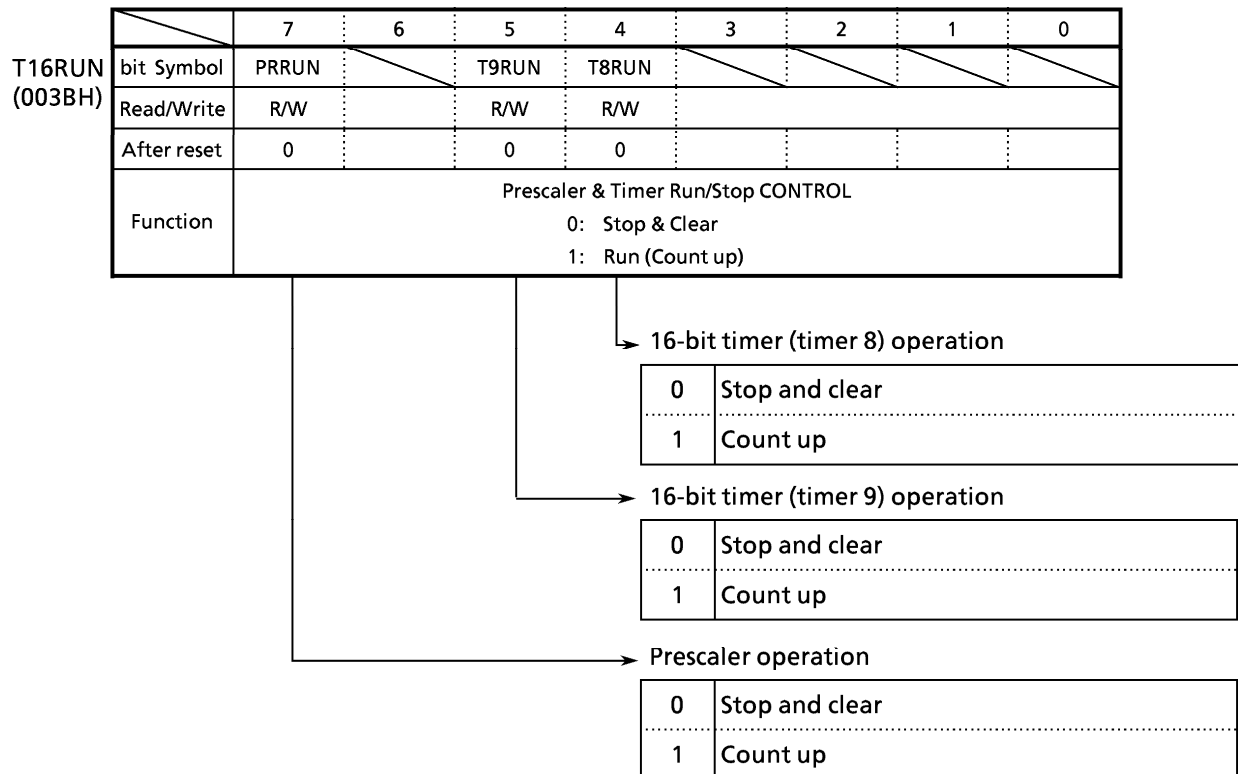 7 6 5 4 3 2 1 0
T16RUN
(003BH)
bit Symbol PRRUN T9RUN T8RUN
Read/Write R/W R/W R/W
After reset 0 0 0
Function
Prescaler & Timer Run/Stop CONTROL
0: Stop & Clear
1: Run (Count up)
16-bit timer (timer 8) operation
0 Stop and clear
1 Count up
16-bit timer (timer 9) operation
0 Stop and clear
1 Count up
Prescaler operation
0 Stop and clear
1 Count up